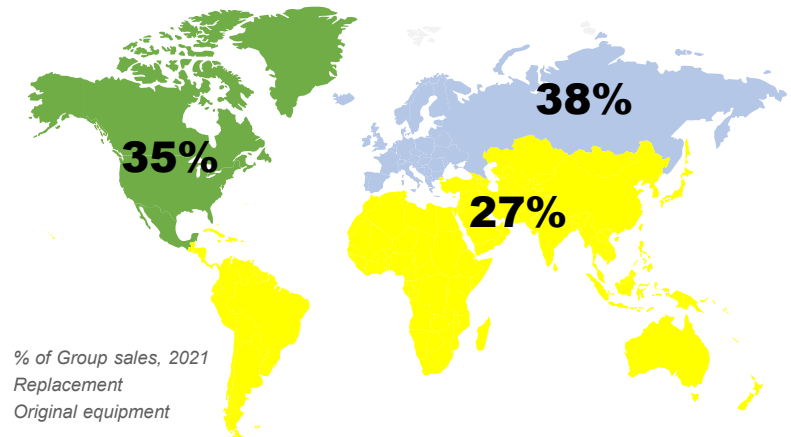 38%
35%
27%
% of Group sales, 2021
Replacement
Original equipment